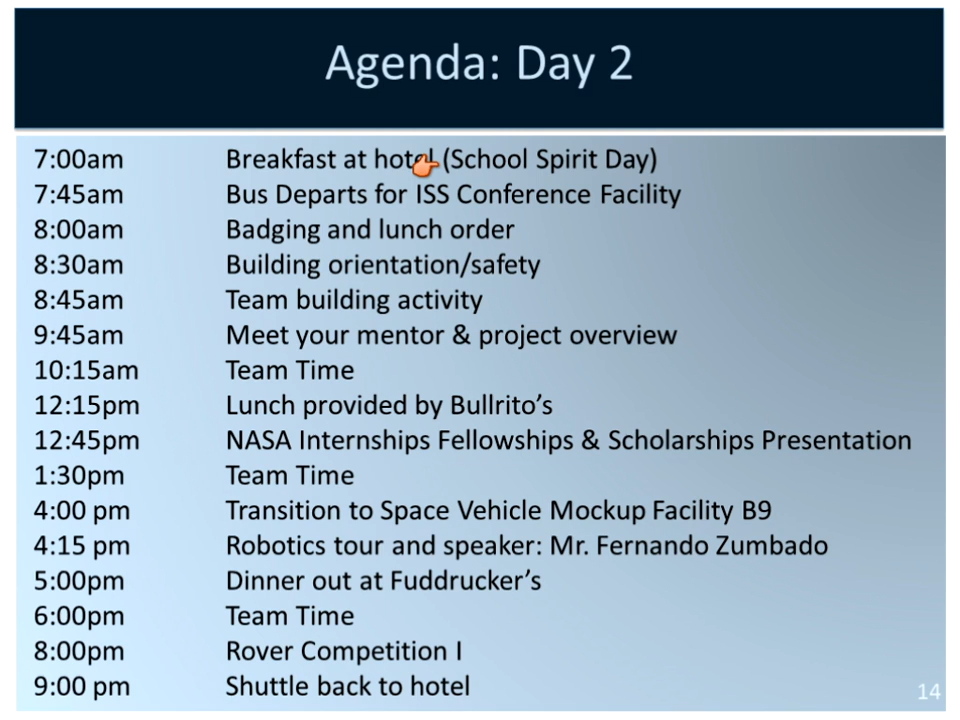 Agenda: Day 2
7:00am Breakfast at hotel (School Spirit Day)
7:45am Bus Departs for ISS Conference Facility
8:00am Badging and lunch order
8:30am Building orientation/safety
8:45am Team building activity
9:45am Meet your mentor & project overview
10:15am Team Time
12:15pm Lunch provided by Bullrito’s
12:45pm NASA Internships Fellowships & Scholarships Presentation
1:30pm Team Time
4:00 pm Transition to Space Vehicle Mockup Facility B9
4:15 pm Robotics tour and speaker: Mr. Fernando Zumbado
5:00pm Dinner out at Fuddrucker’s
6:00pm Team Time
8:00pm Rover Competition I
9:00 pm Shuttle back to hotel
14